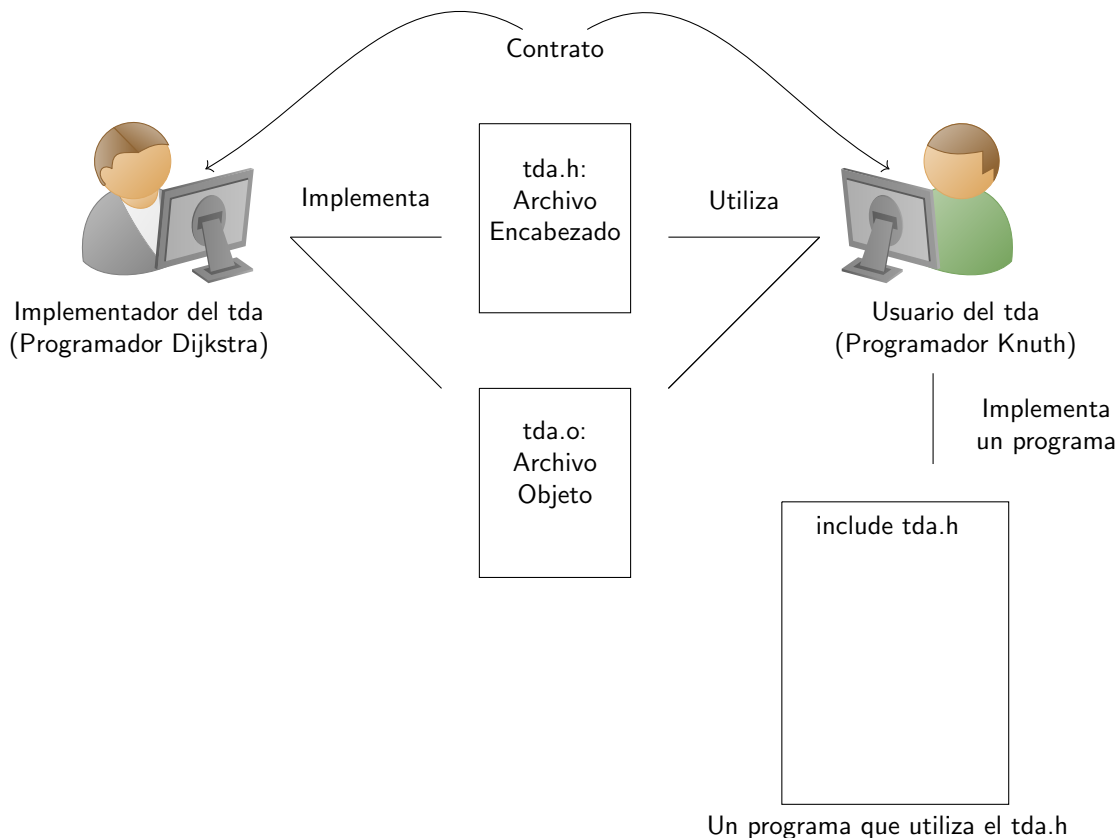 Contrato
tda.h:
Archivo
Encabezado
Implementa
Utiliza
Implementador del tda
(Programador Dijkstra)
Usuario del tda
(Programador Knuth)
tda.o:
Archivo
Objeto
Implementa
un programa
include tda.h
Un programa que utiliza el tda.h